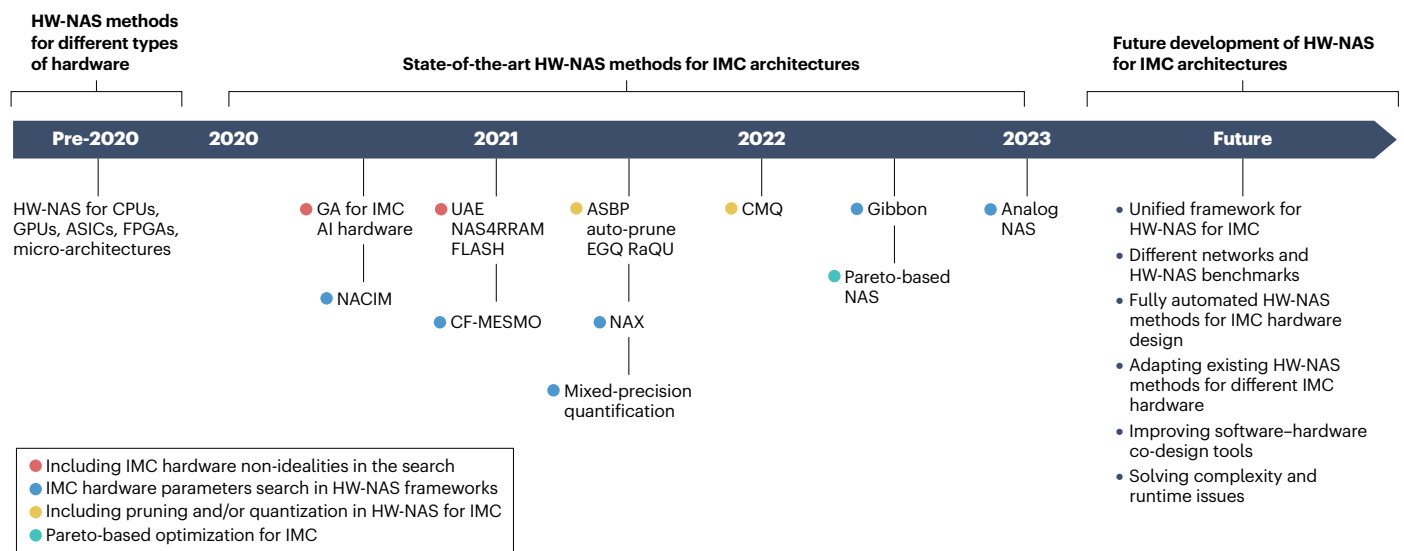 HW-NAS methods
for different types
of hardware
State-of-the-art HW-NAS methods for IMC architectures
Future development of HW-NAS
for IMC architectures
Pre-2020
2020
2021
2022
2023
Future
HW-NAS for CPUs,
GPUs, ASICs, FPGAs,
micro-architectures
GA for IMC
AI hardware
NACIM
UAE
NAS4RRAM
FLASH
CF-MESMO
ASBP
auto-prune
EGQ RaQU
NAX
Mixed-precision
quantification
CMQ
Gibbon
Pareto-based
NAS
Analog
NAS
• Unified framework for
HW-NAS for IMC
• Different networks and
HW-NAS benchmarks
• Fully automated HW-NAS
methods for IMC hardware
design
• Adapting existing HW-NAS
methods for different IMC
hardware
• Improving software–hardware
co-design tools
• Solving complexity and
runtime issues
Including IMC hardware non-idealities in the search
IMC hardware parameters search in HW-NAS frameworks
Including pruning and/or quantization in HW-NAS for IMC
Pareto-based optimization for IMC